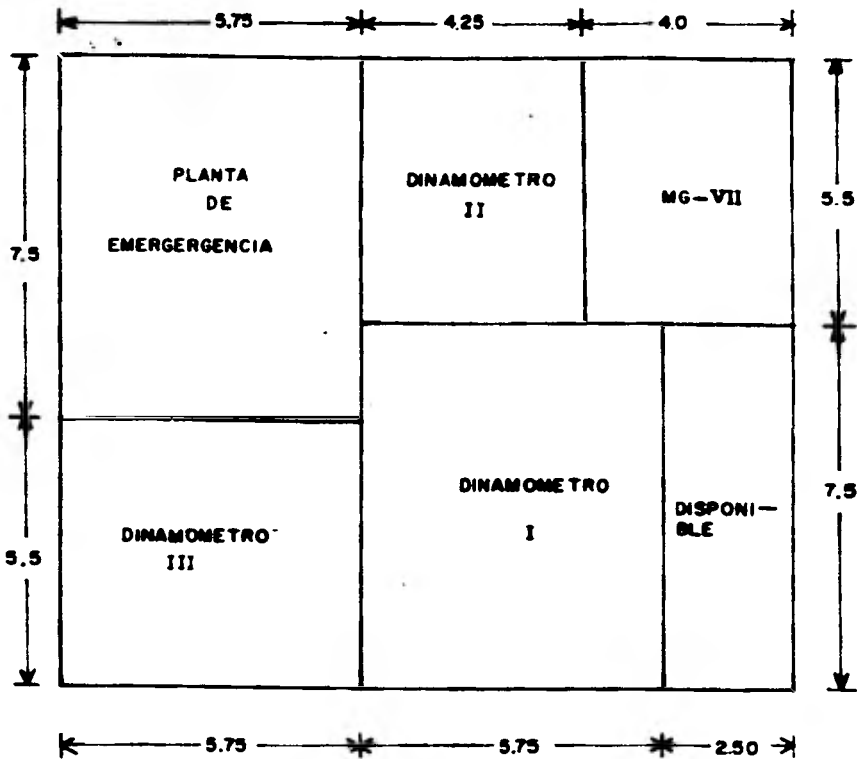 5.75
4.25
4.0
PLANTA
DE
EMERGERGENCIA
DINAMOMETRO
II
MG-VII
7.5
5.5
DINAMOMETRO
III
DINAMOMETRO
I
DISPONI-
BLE
5.5
7.5
5.75
5.75
2.50